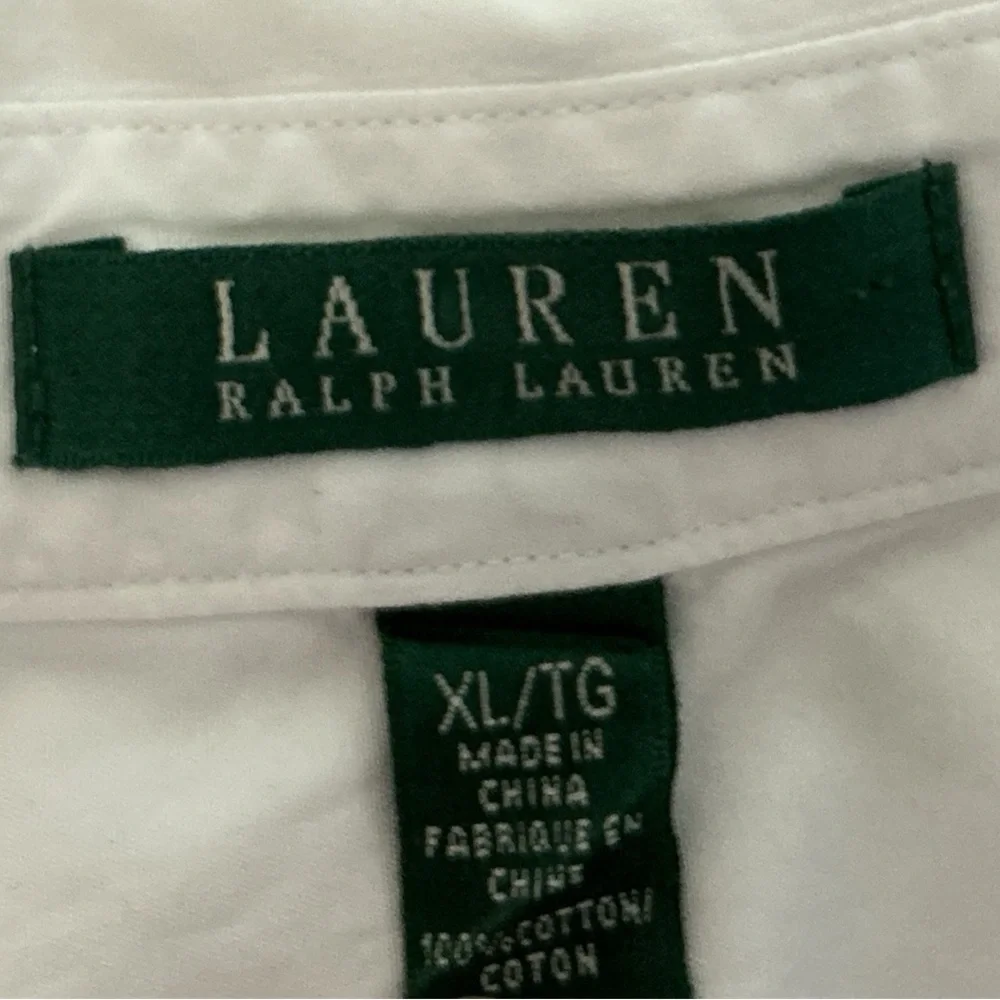 LAUREN
RALPH LAUREN
XL/TG
MADE IN
CHINA
FABRIQUE EN
CHINE
100% COTTON/
COTON